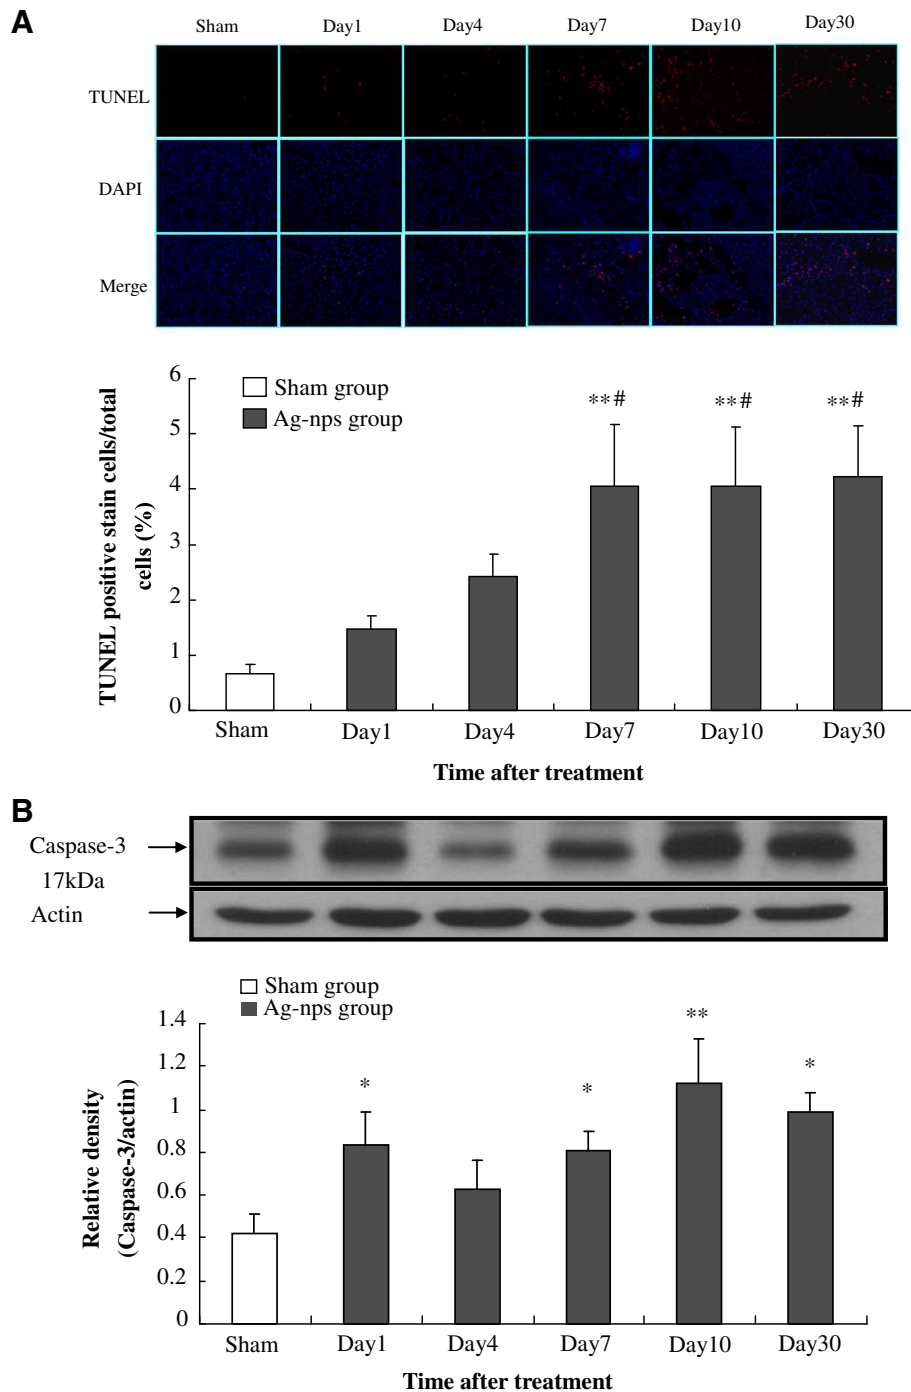 A
Sham Day1 Day4 Day7 Day10 Day30
TUNEL
DAPI
Merge
6
5
4
3
2
1
0
TUNEL positive stain cells/total
cells (%)
Sham group
Ag-nps group
**# **# **#
Sham Day1 Day4 Day7 Day10 Day30
Time after treatment
B
Caspase-3
17kDa
Actin
Sham group
Ag-nps group
1.4
1.2
1
0.8
0.6
0.4
0.2
0
Relative density
(Caspase-3/actin)
* * ** *
Sham Day1 Day4 Day7 Day10 Day30
Time after treatment